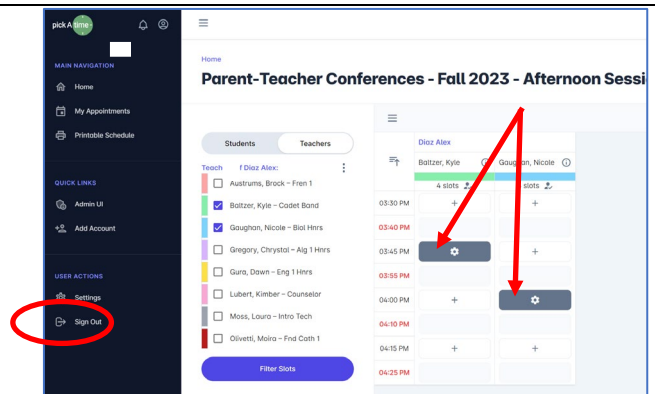 pick A time
MAIN NAVIGATION
Home
My Appointments
Printable Schedule
QUICK LINKS
Admin UI
Add Account
USER ACTIONS
Settings
Sign Out
Home
Parent-Teacher Conferences - Fall 2023 - Afternoon Sessi
Students Teachers
Teach f Diaz Alex:
Austrums, Brock – Fren 1
Baltzer, Kyle – Cadet Band
Gaughan, Nicole – Biol Hnrs
Gregory, Chrystal – Alg 1 Hnrs
Gura, Dawn – Eng 1 Hnrs
Lubert, Kimber – Counselor
Moss, Laura – Intro Tech
Olivetti, Moira – Fnd Cath 1
Filter Slots
Diaz Alex
Baltzer, Kyle Gaughan, Nicole
4 slots slots
03:30 PM + +
03:40 PM
03:45 PM +
03:55 PM
04:00 PM +
04:10 PM
04:15 PM + +
04:25 PM